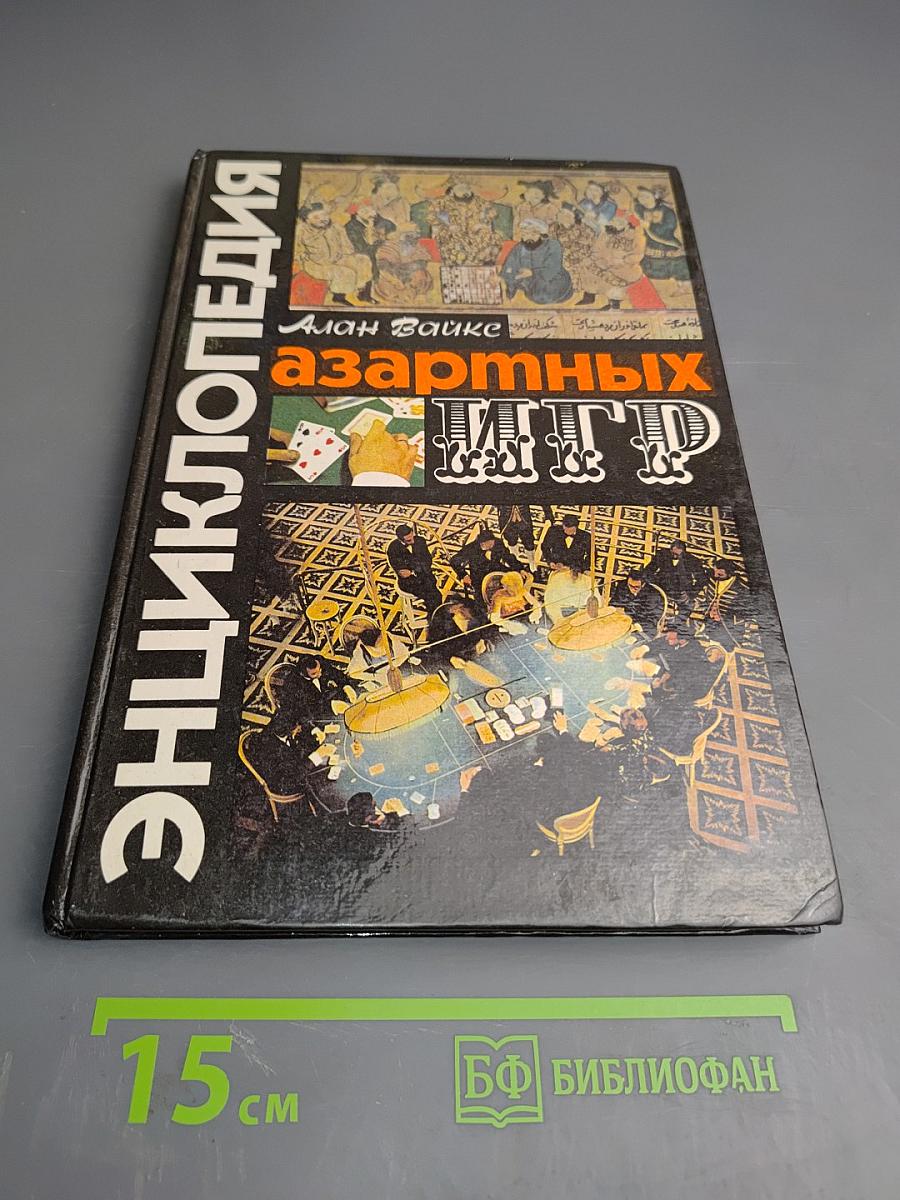 ЭНЦИКЛОПЕДИЯ
Алан Вайкс
азартных
ИГР
15 см
БФ БИБЛИОФАН